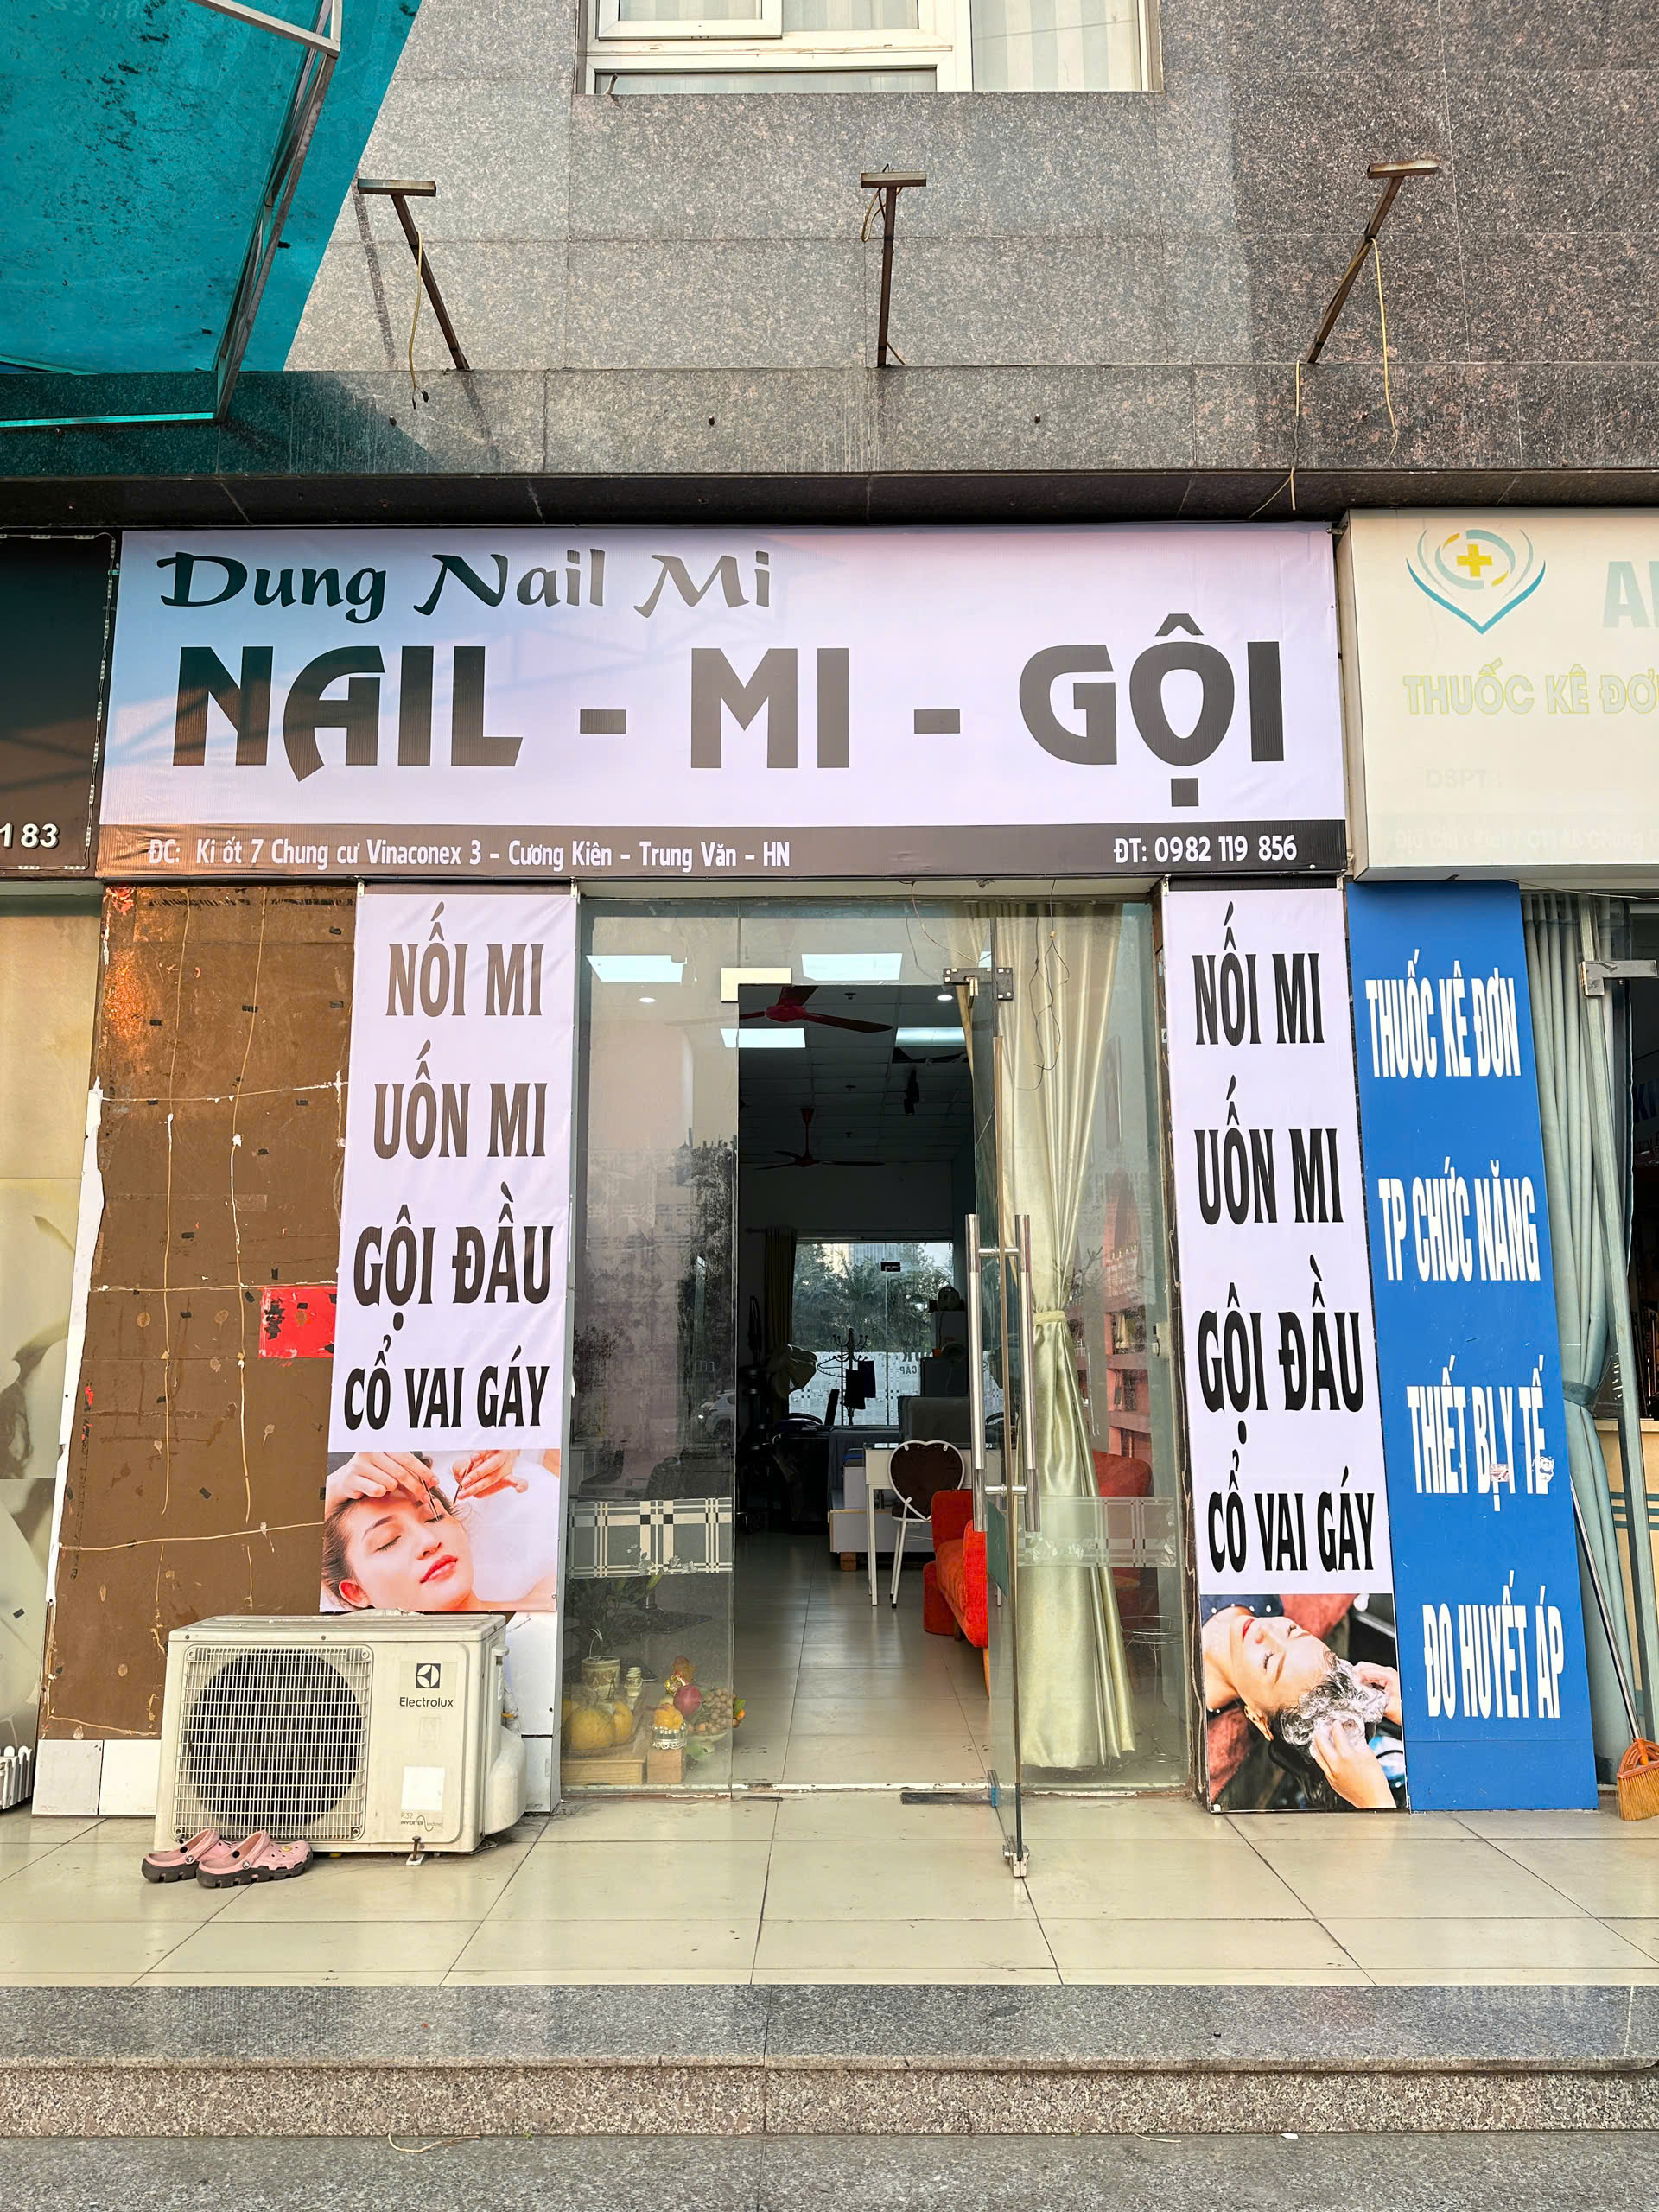 Dung Nail Mi
NAIL - MI - GỘI
ĐC: Ki ốt 7 Chung cư Vinaconex 3 - Cương Kiên - Trung Văn - HN
ĐT: 0982 119 856
183
THUỐC KÊ ĐƠ
DSPT:
NỐI MI
UỐN MI
GỘI ĐẦU
CỔ VAI GÁY
NỐI MI
UỐN MI
GỘI ĐẦU
CỔ VAI GÁY
THUỐC KÊ ĐƠN
TP CHỨC NĂNG
THIẾT BỊ Y TẾ
ĐO HUYẾT ÁP
Electrolux
R32
INVERTER